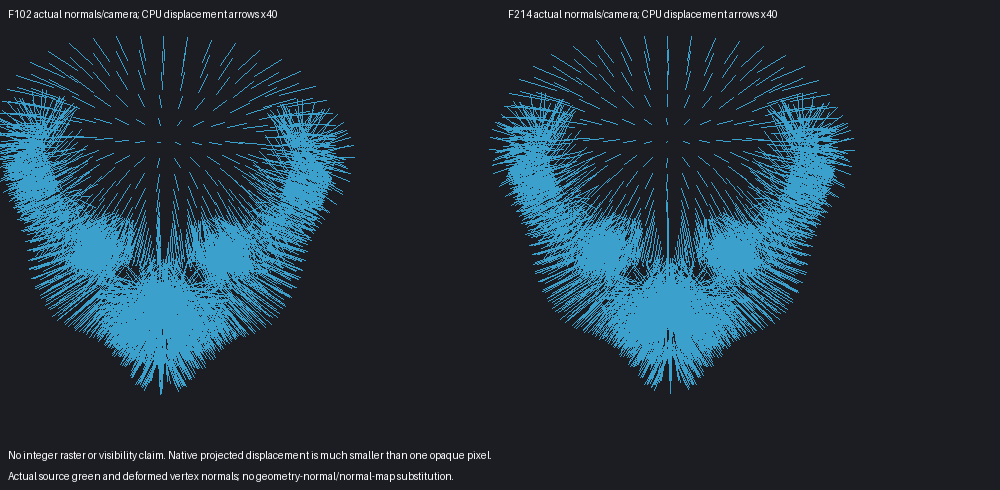 F102 actual normals/camera; CPU displacement arrows x40
F214 actual normals/camera; CPU displacement arrows x40
No integer raster or visibility claim. Native projected displacement is much smaller than one opaque pixel.
Actual source green and deformed vertex normals; no geometry-normal/normal-map substitution.